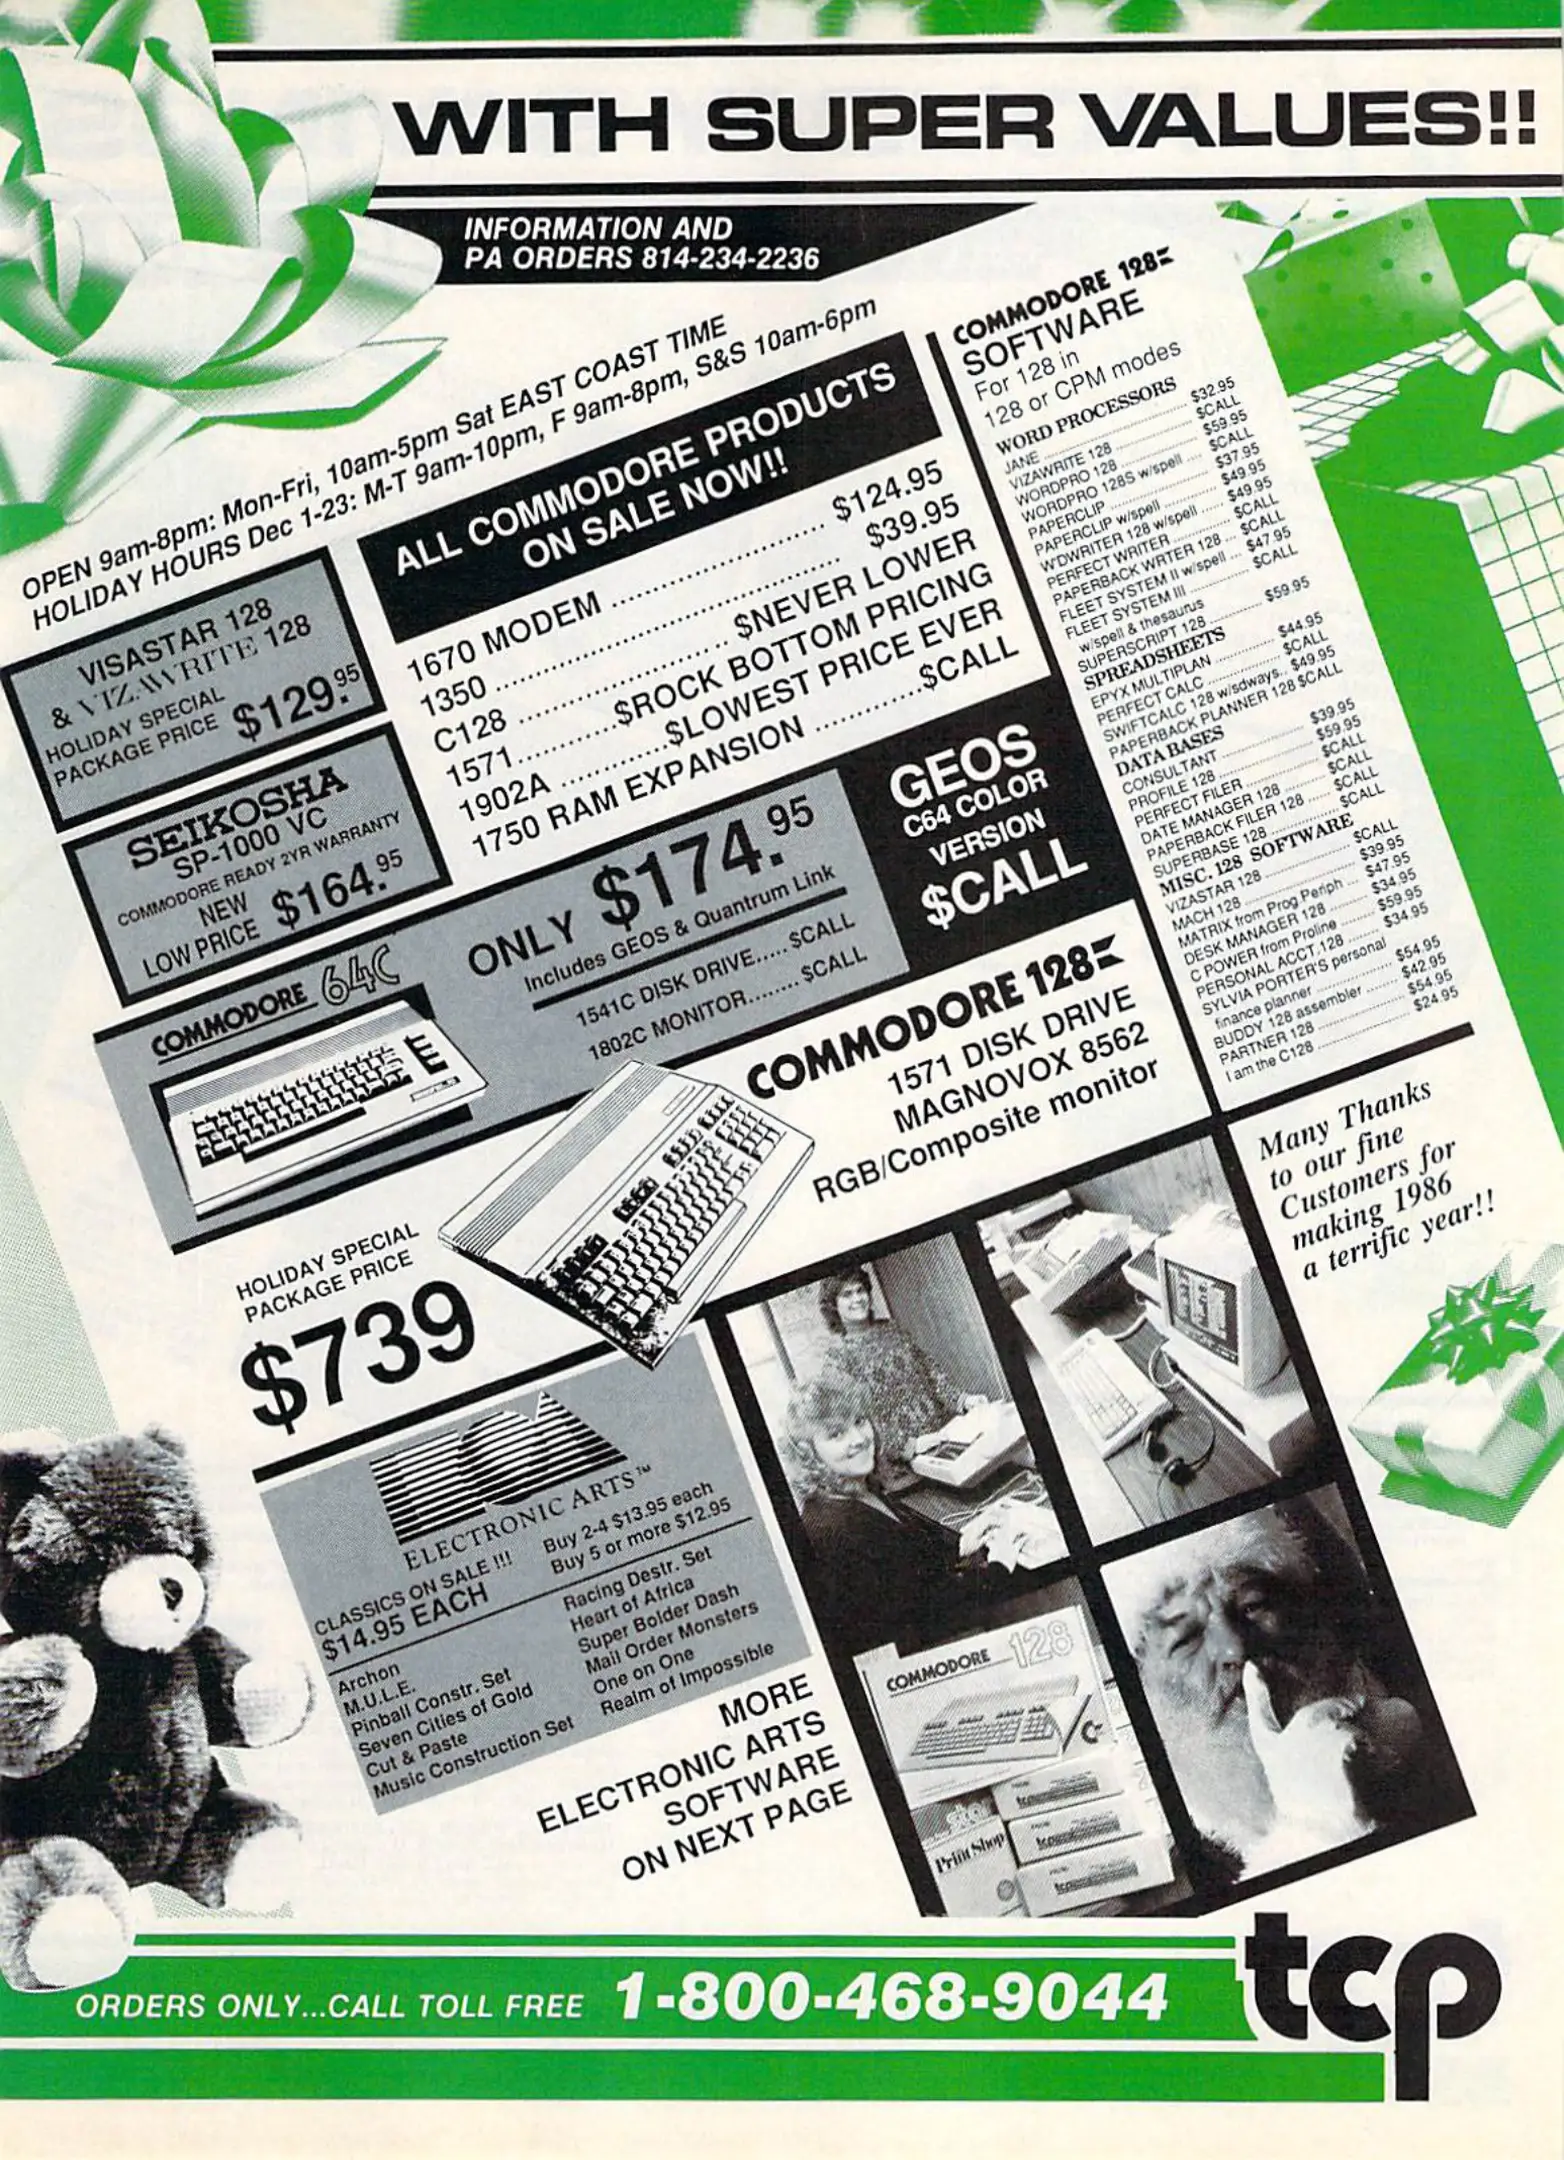 WITH SUPER VALUES!!
INFORMATION AND
PA ORDERS 814-234-2236
OPEN 9am-8pm: Mon-Fri, 10am-5pm Sat EAST COAST TIME
HOLIDAY HOURS Dec 1-23: M-T 9am-10pm, F 9am-8pm, S&S 10am-6pm
VISASTAR 128
& VIZAWRITE 128
HOLIDAY SPECIAL
PACKAGE PRICE $129.95
SEIKOSHA
SP-1000 VC
COMMODORE READY 2YR WARRANTY
NEW
LOW PRICE $164.95
ALL COMMODORE PRODUCTS
ON SALE NOW!!
1670 MODEM $124.95
1350 $39.95
C128 $NEVER LOWER
1571 $ROCK BOTTOM PRICING
1902A $LOWEST PRICE EVER
1750 RAM EXPANSION $CALL
COMMODORE 64C
ONLY $174.95
Includes GEOS & Quantrum Link
1541C DISK DRIVE..... $CALL
1802C MONITOR........ $CALL
GEOS
C64 COLOR
VERSION
$CALL
COMMODORE 128
1571 DISK DRIVE
MAGNOVOX 8562
RGB/Composite monitor
HOLIDAY SPECIAL
PACKAGE PRICE
$739
ELECTRONIC ARTS™
CLASSICS ON SALE !!!
$14.95 EACH
Buy 2-4 $13.95 each
Buy 5 or more $12.95
Archon
M.U.L.E.
Pinball Constr. Set
Seven Cities of Gold
Cut & Paste
Music Construction Set
Racing Destr. Set
Heart of Africa
Super Bolder Dash
Mail Order Monsters
One on One
Realm of Impossible
MORE
ELECTRONIC ARTS
SOFTWARE
ON NEXT PAGE
COMMODORE 128
SOFTWARE
For 128 in
128 or CPM modes
WORD PROCESSORS
JANE $32.95
VIZAWRITE 128 $CALL
WORDPRO 128 $59.95
WORDPRO 128S w/spell $CALL
PAPERCLIP $37.95
PAPERCLIP w/spell $49.95
W'DWRITER 128 w/spell $49.95
PERFECT WRITER $CALL
PAPERBACK WRTER 128 $CALL
FLEET SYSTEM II w/spell $47.95
FLEET SYSTEM III $CALL
w/spell & thesaurus
SUPERSCRIPT 128 $59.95
SPREADSHEETS
EPYX MULTIPLAN $44.95
PERFECT CALC $CALL
SWIFTCALC 128 w/sdways.. $49.95
PAPERBACK PLANNER 128 $CALL
DATA BASES
CONSULTANT $39.95
PROFILE 128 $59.95
PERFECT FILER $CALL
DATE MANAGER 128 $CALL
PAPERBACK FILER 128 $CALL
SUPERBASE 128 $CALL
MISC. 128 SOFTWARE
VIZASTAR 128 $CALL
MACH 128 $39.95
MATRIX from Prog.Periph $47.95
DESK MANAGER 128 $34.95
C POWER from Proline $59.95
PERSONAL ACCT.128 $34.95
SYLVIA PORTER'S personal
finance planner $54.95
BUDDY 128 assembler $42.95
PARTNER 128 $54.95
I am the C128 $24.95
Many Thanks
to our fine
Customers for
making 1986
a terrific year!!
COMMODORE 128
Print Shop
ORDERS ONLY...CALL TOLL FREE 1-800-468-9044
tcp